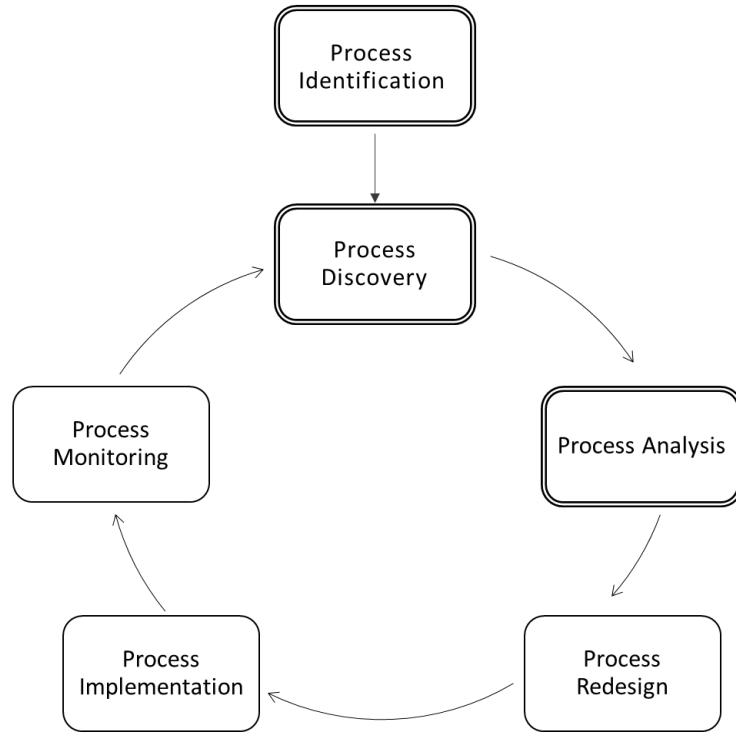 Process
Identification
Process
Discovery
Process Analysis
Process
Redesign
Process
Implementation
Process
Monitoring